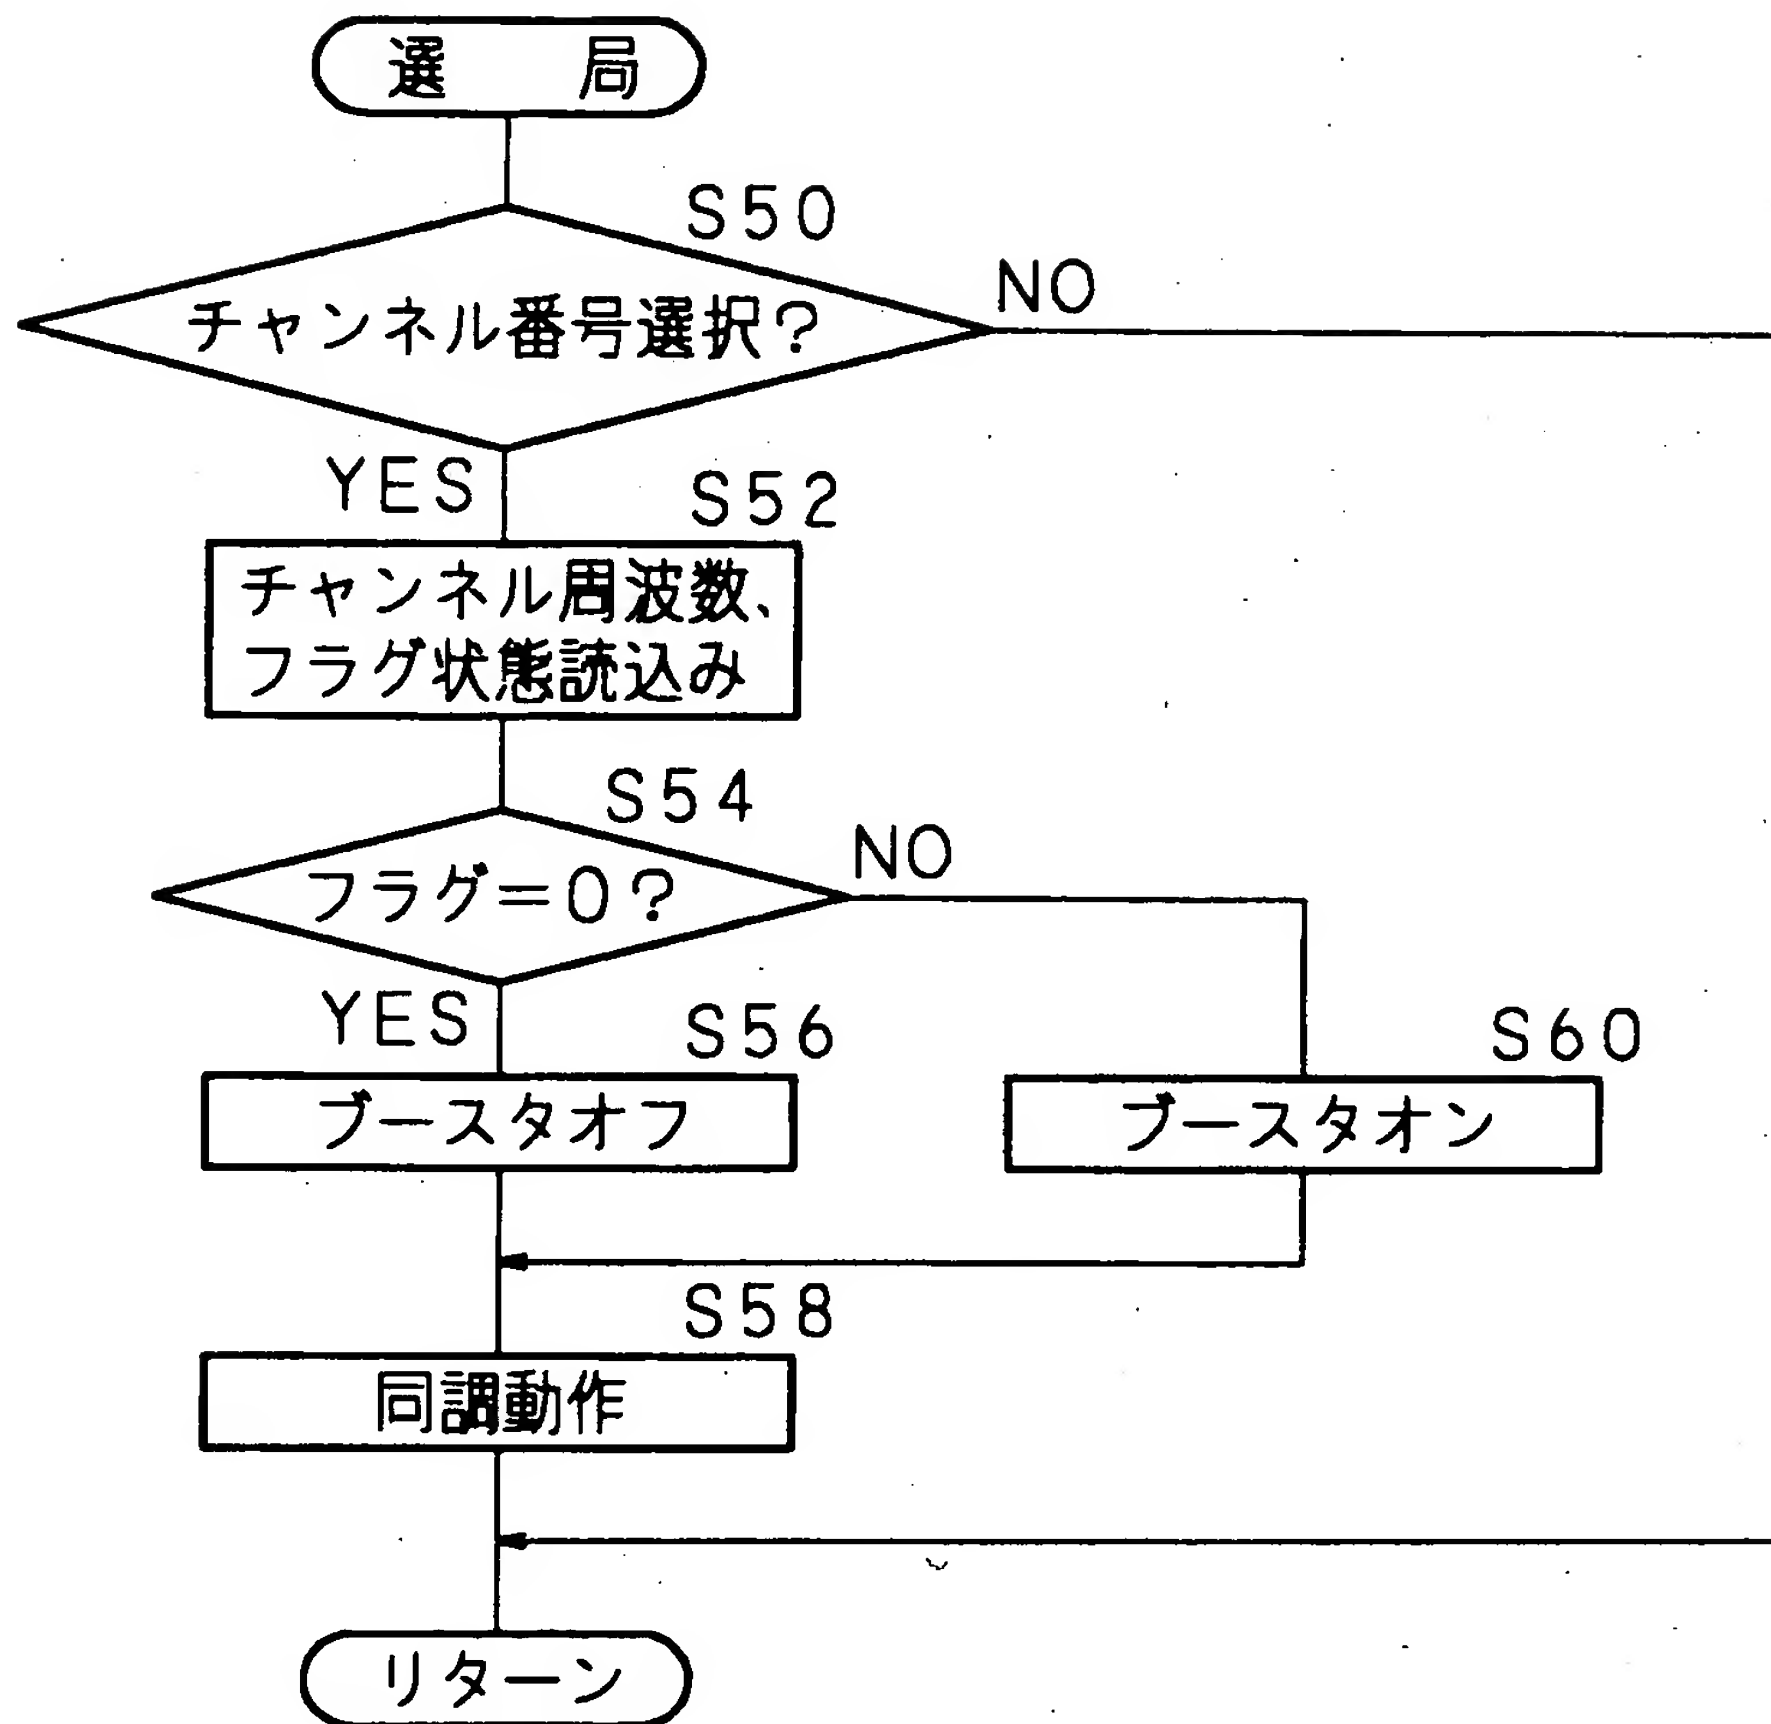 選 局
S50
チャンネル番号選択?
NO
YES
S52
チャンネル周波数、
フラグ状態読込み
S54
フラグ=0?
NO
YES
S56
ブースタオフ
S60
ブースタオン
S58
同調動作
リターン